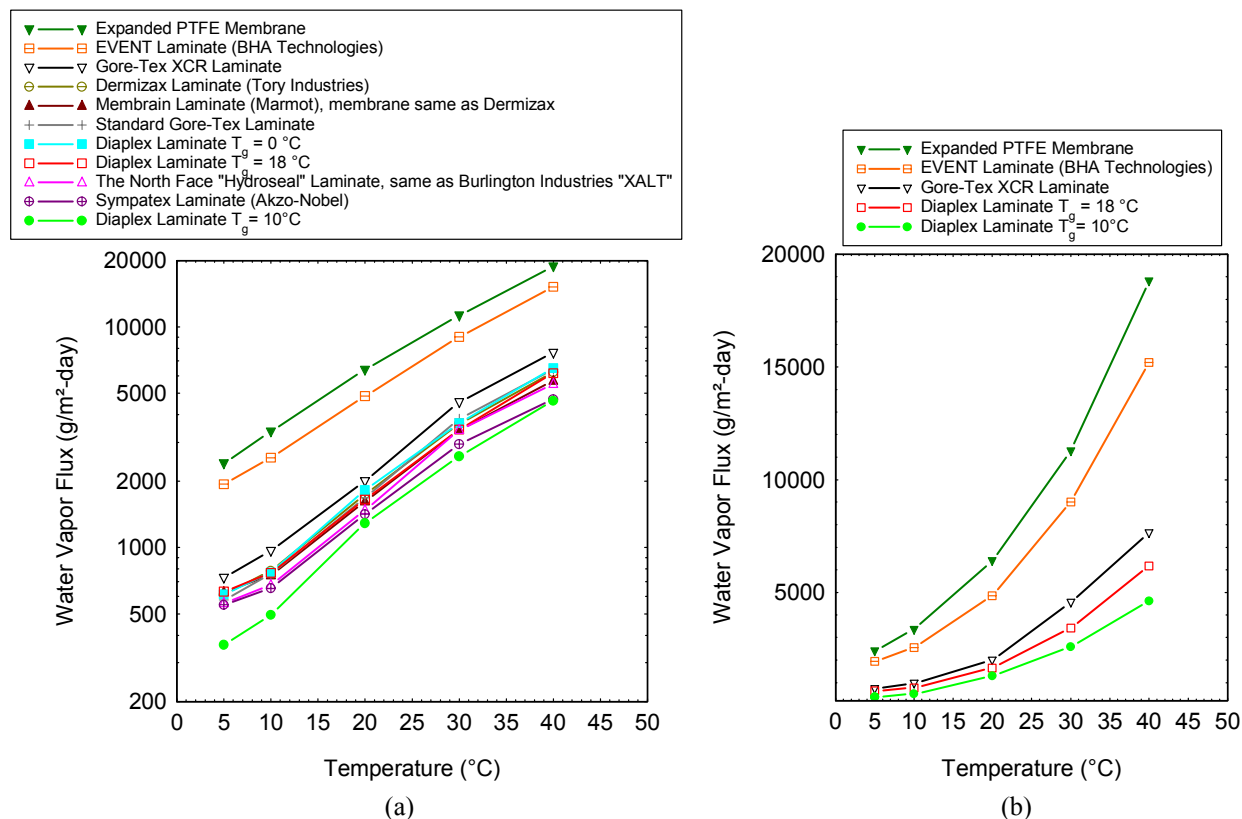 Expanded PTFE Membrane
EVENT Laminate (BHA Technologies)
Gore-Tex XCR Laminate
Dermizax Laminate (Tory Industries)
Membrain Laminate (Marmot), membrane same as Dermizax
Standard Gore-Tex Laminate
Diaplex Laminate Tg = 0 °C
Diaplex Laminate Tg = 18 °C
The North Face "Hydroseal" Laminate, same as Burlington Industries "XALT"
Sympatex Laminate (Akzo-Nobel)
Diaplex Laminate Tg = 10°C
Water Vapor Flux (g/m²-day)
20000
10000
5000
2000
1000
500
200
0 5 10 15 20 25 30 35 40 45 50
Temperature (°C)
(a)
Expanded PTFE Membrane
EVENT Laminate (BHA Technologies)
Gore-Tex XCR Laminate
Diaplex Laminate Tg = 18 °C
Diaplex Laminate Tg = 10°C
Water Vapor Flux (g/m²-day)
20000
15000
10000
5000
0 5 10 15 20 25 30 35 40 45 50
Temperature (°C)
(b)